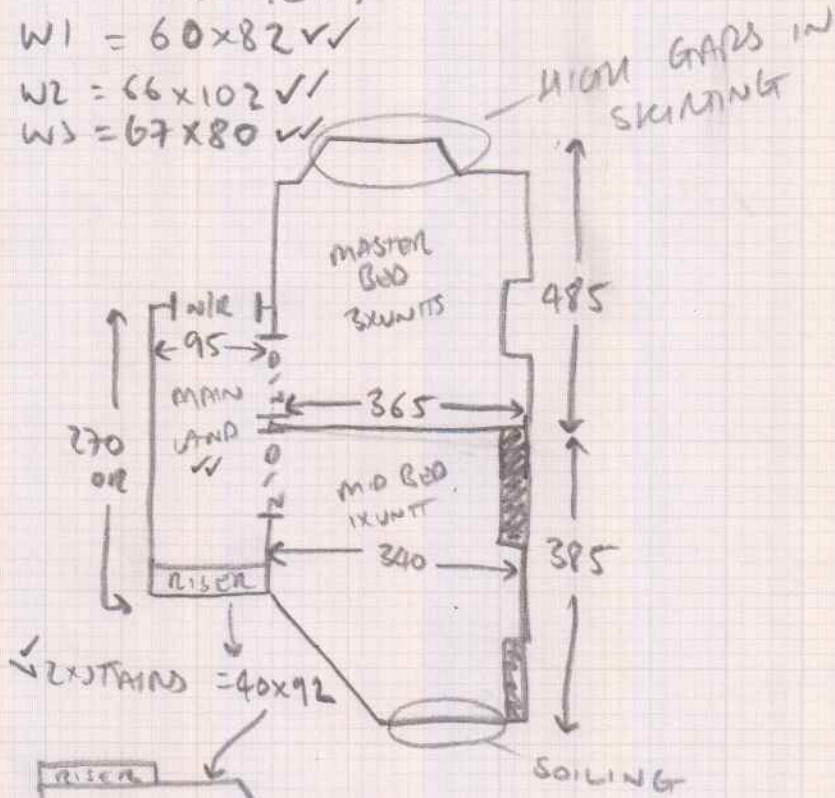 W1 = 60x82 ✓✓
W2 = 66x102 ✓✓
W3 = 67x80 ✓✓
HIGH GAPS IN
SKIRTING
MASTER
BED
3xUNITS
485
N/R
95
MAIN
LAND
✓✓
270
OR
365
MID BED
1xUNIT
340
385
RISER
✓ 2xSTAIRS = 40x92
SOILING
RISER